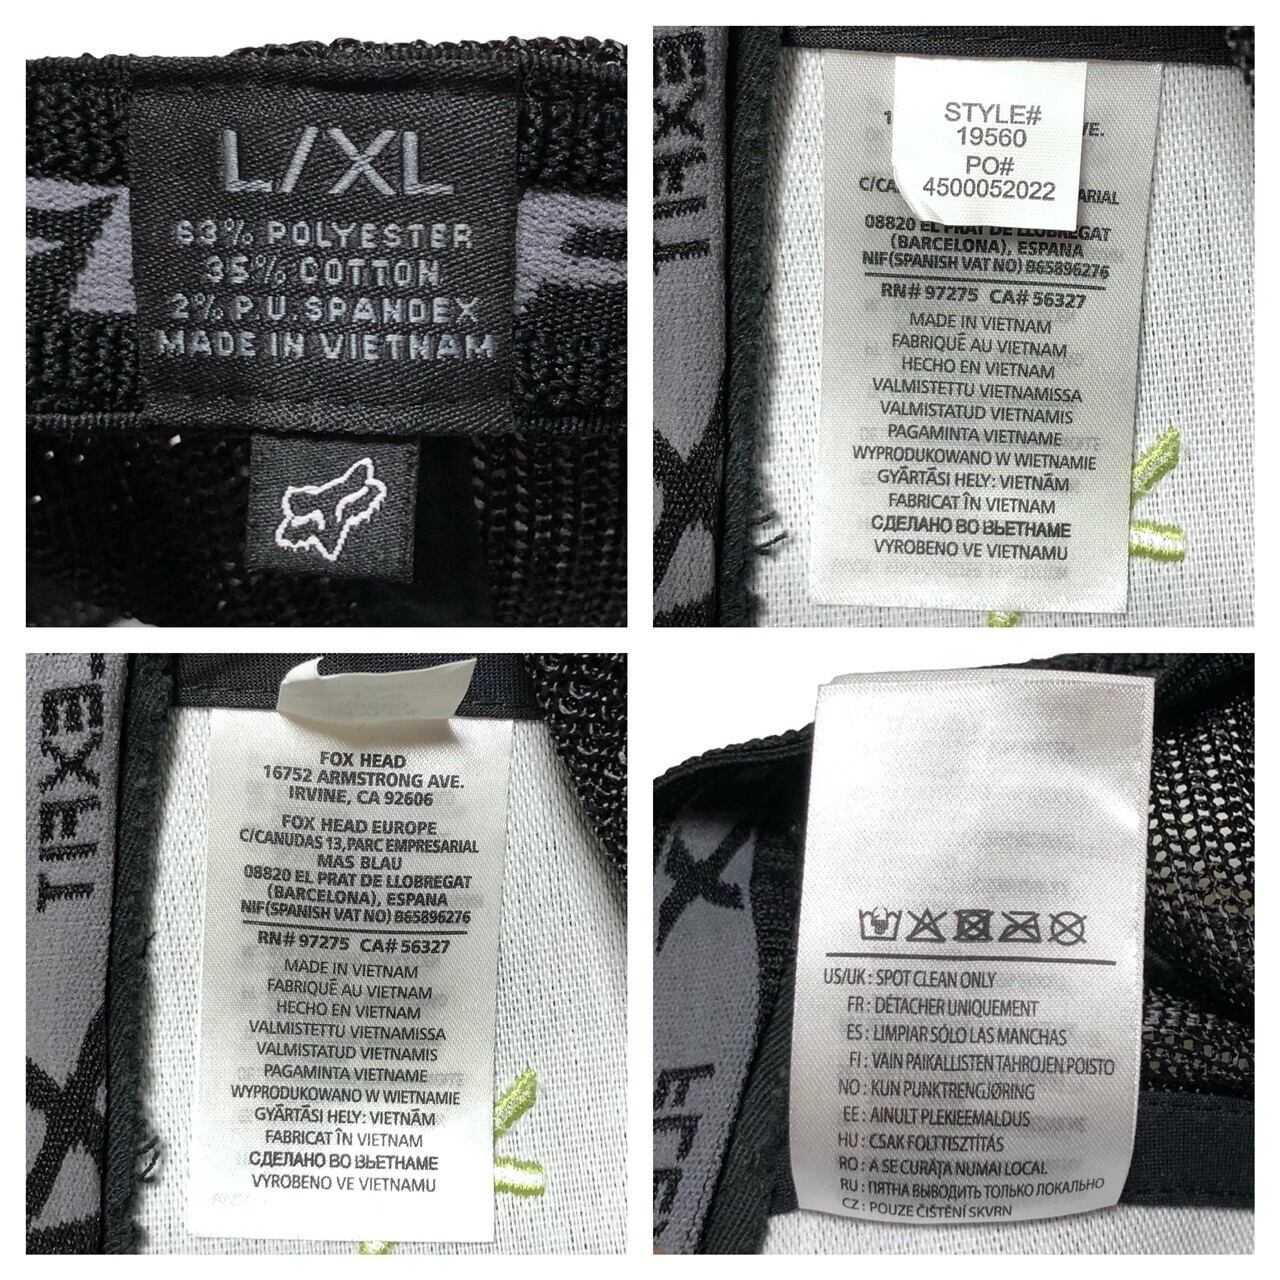 L/XL
63% POLYESTER
35% COTTON
2% P.U. SPANDEX
MADE IN VIETNAM
STYLE#
19560
PO#
4500052022
VE.
C/CA
ARIAL
08820 EL PRAT DE LLOBREGAT
(BARCELONA), ESPANA
NIF(SPANISH VAT NO) B65896276
RN# 97275 CA# 56327
MADE IN VIETNAM
FABRIQUÉ AU VIETNAM
HECHO EN VIETNAM
VALMISTETTU VIETNAMISSA
VALMISTATUD VIETNAMIS
PAGAMINTA VIETNAME
WYPRODUKOWANO W WIETNAMIE
GYÁRTÁSI HELY: VIETNÁM
FABRICAT ÎN VIETNAM
СДЕЛАНО ВО ВЬЕТНАМЕ
VYROBENO VE VIETNAMU
FOX HEAD
16752 ARMSTRONG AVE.
IRVINE, CA 92606
FOX HEAD EUROPE
C/CANUDAS 13, PARC EMPRESARIAL
MAS BLAU
08820 EL PRAT DE LLOBREGAT
(BARCELONA), ESPANA
NIF(SPANISH VAT NO) B65896276
RN# 97275 CA# 56327
MADE IN VIETNAM
FABRIQUÉ AU VIETNAM
HECHO EN VIETNAM
VALMISTETTU VIETNAMISSA
VALMISTATUD VIETNAMIS
PAGAMINTA VIETNAME
WYPRODUKOWANO W WIETNAMIE
GYÁRTÁSI HELY: VIETNÁM
FABRICAT ÎN VIETNAM
СДЕЛАНО ВО ВЬЕТНАМЕ
VYROBENO VE VIETNAMU
US/UK : SPOT CLEAN ONLY
FR : DÉTACHER UNIQUEMENT
ES : LIMPIAR SÓLO LAS MANCHAS
FI : VAIN PAIKALLISTEN TAHROJEN POISTO
NO : KUN PUNKTRENGJØRING
EE : AINULT PLEKIEEMALDUS
HU : CSAK FOLTTISZTÍTÁS
RO : A SE CURĂȚA NUMAI LOCAL
RU : ПЯТНА ВЫВОДИТЬ ТОЛЬКО ЛОКАЛЬНО
CZ : POUZE ČIŠTĚNÍ SKVRN